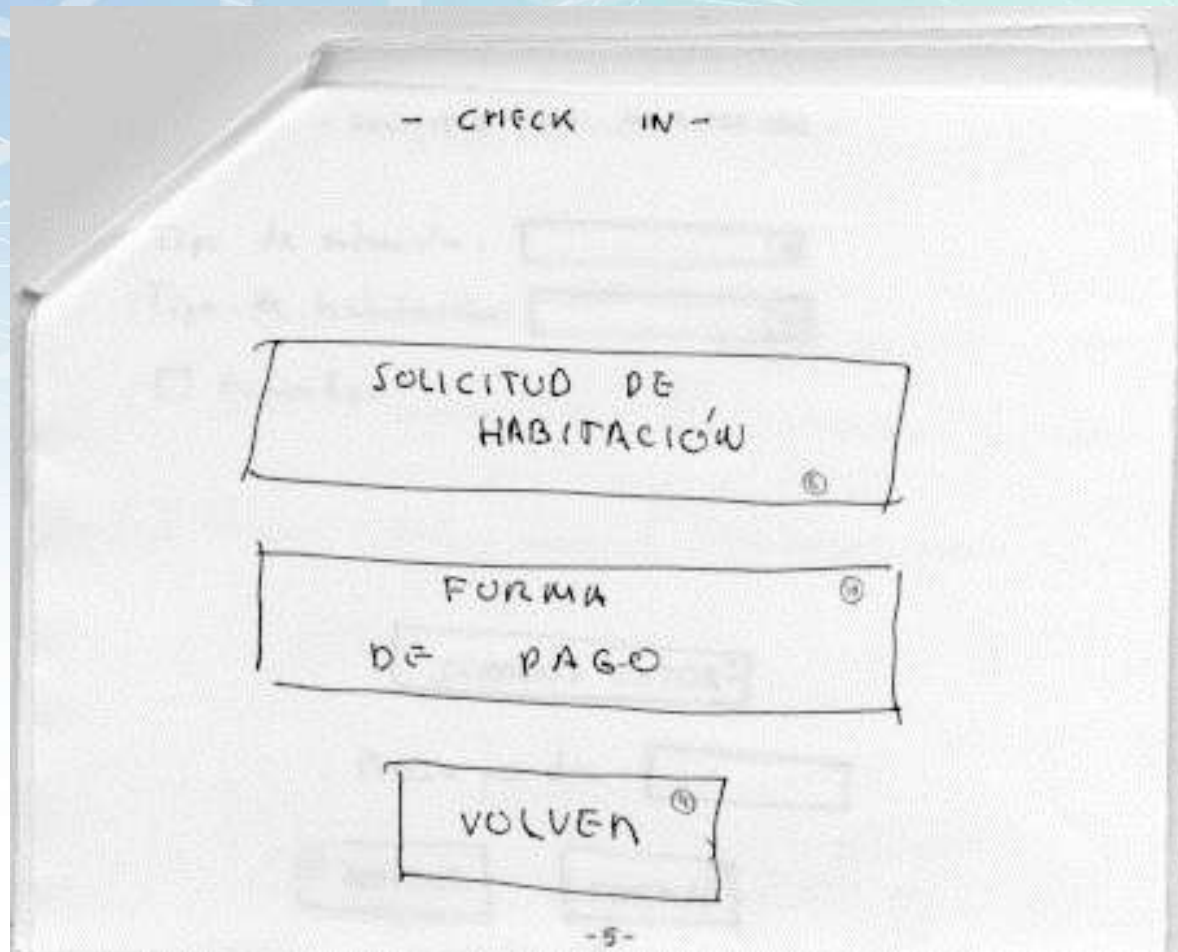 - CHECK IN -
SOLICITUD DE
HABITACIÓN
FORMA
DE PAGO
VOLVER
-5-